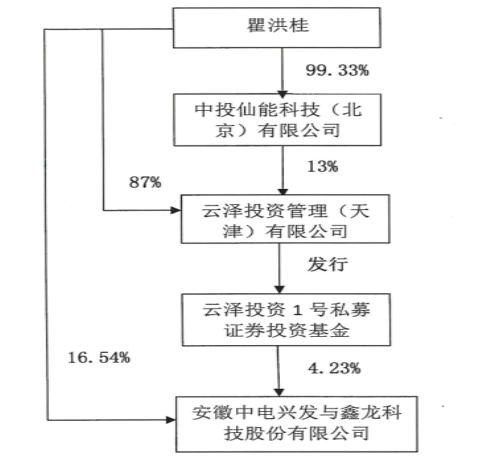 瞿洪桂
99.33%
中投仙能科技（北
京）有限公司
13%
87%
云泽投资管理（天
津）有限公司
发行
云泽投资 1 号私募
证券投资基金
16.54%
4.23%
安徽中电兴发与鑫龙科
技股份有限公司